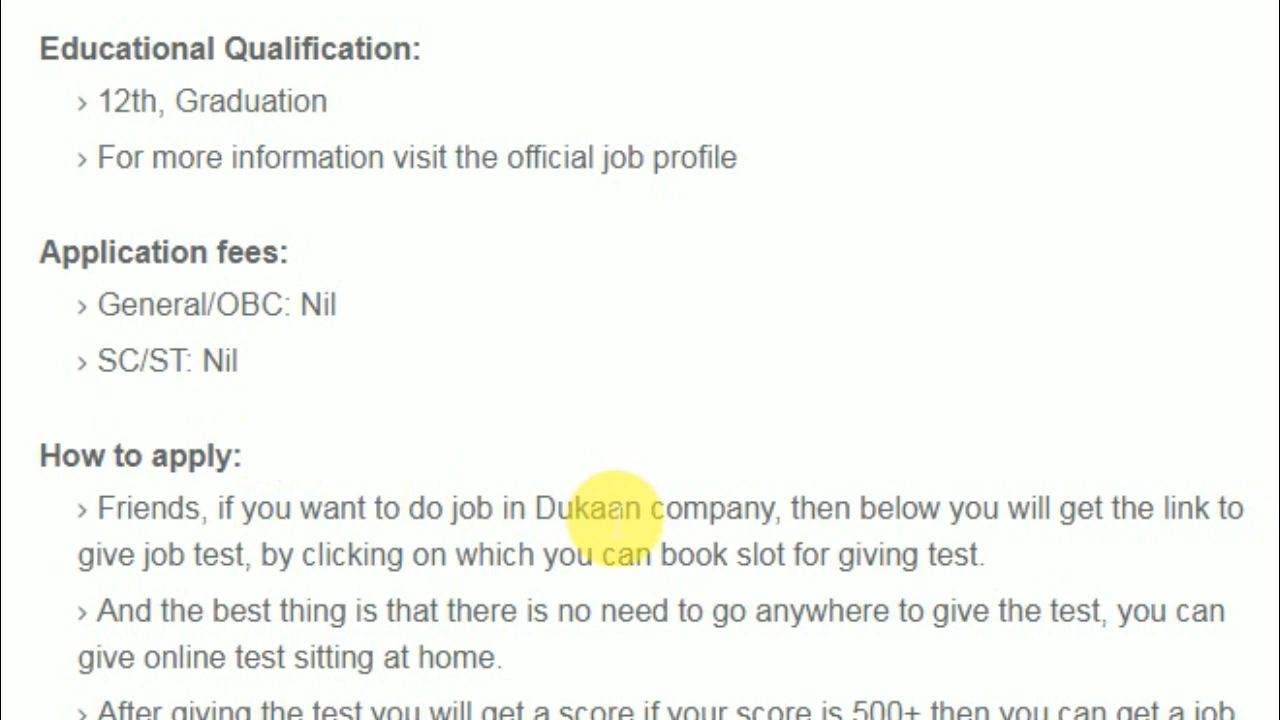 Educational Qualification:
› 12th, Graduation
› For more information visit the official job profile
Application fees:
› General/OBC: Nil
› SC/ST: Nil
How to apply:
› Friends, if you want to do job in Dukaan company, then below you will get the link to
give job test, by clicking on which you can book slot for giving test.
› And the best thing is that there is no need to go anywhere to give the test, you can
give online test sitting at home.
› After giving the test you will get a score if your score is 500+ then you can get a job